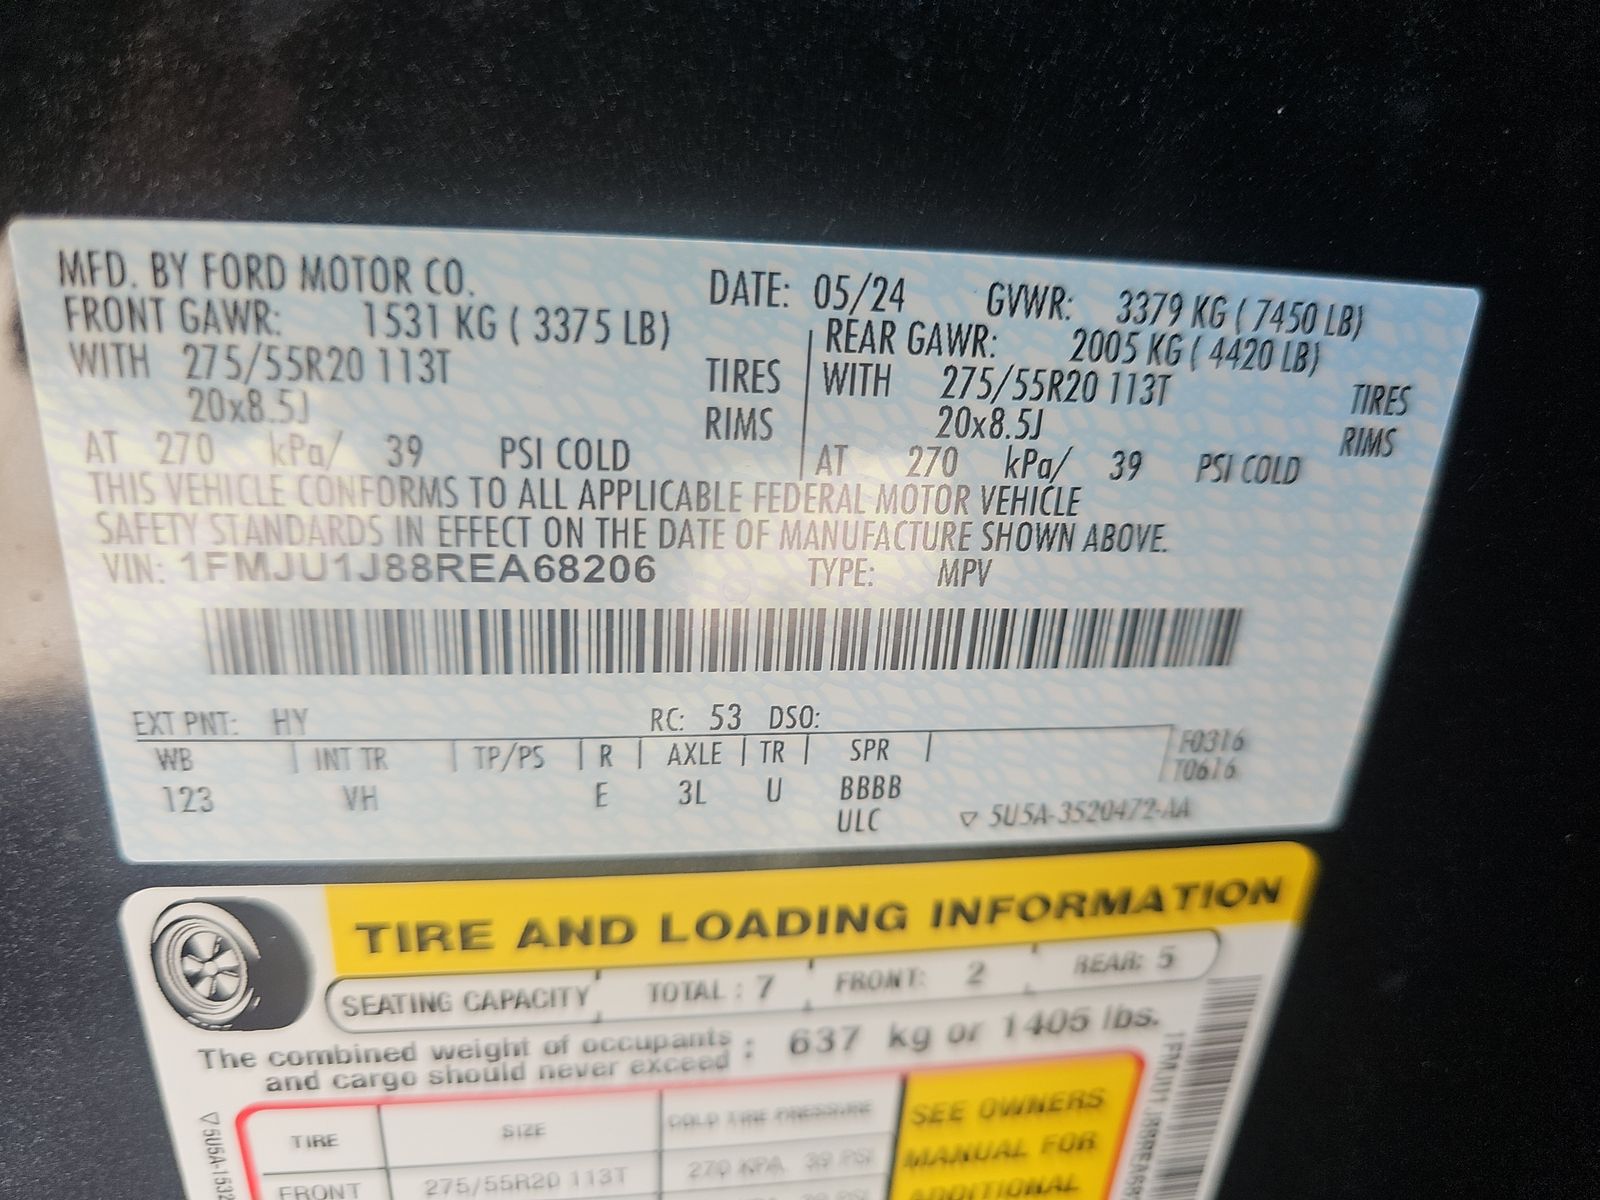 MFD. BY FORD MOTOR CO. DATE: 05/24 GVWR: 3379 KG ( 7450 LB)
FRONT GAWR: 1531 KG ( 3375 LB) REAR GAWR: 2005 KG ( 4420 LB)
WITH 275/55R20 113T TIRES WITH 275/55R20 113T TIRES
20x8.5J RIMS 20x8.5J RIMS
AT 270 kPa/ 39 PSI COLD AT 270 kPa/ 39 PSI COLD
THIS VEHICLE CONFORMS TO ALL APPLICABLE FEDERAL MOTOR VEHICLE
SAFETY STANDARDS IN EFFECT ON THE DATE OF MANUFACTURE SHOWN ABOVE.
VIN: 1FMJU1J88REA68206 TYPE: MPV
EXT PNT: HY RC: 53 DSO:
WB INT TR TP/PS R AXLE TR SPR F0316
T0616
123 VH E 3L U BBBB
ULC ▽ 5U5A-3520472-AA
TIRE AND LOADING INFORMATION
SEATING CAPACITY TOTAL : 7 FRONT: 2 REAR: 5
The combined weight of occupants
and cargo should never exceed : 637 kg or 1405 lbs.
TIRE SIZE COLD TIRE PRESSURE
FRONT 275/55R20 113T 270 KPA, 39 PSI
SEE OWNERS
MANUAL FOR
ADDITIONAL